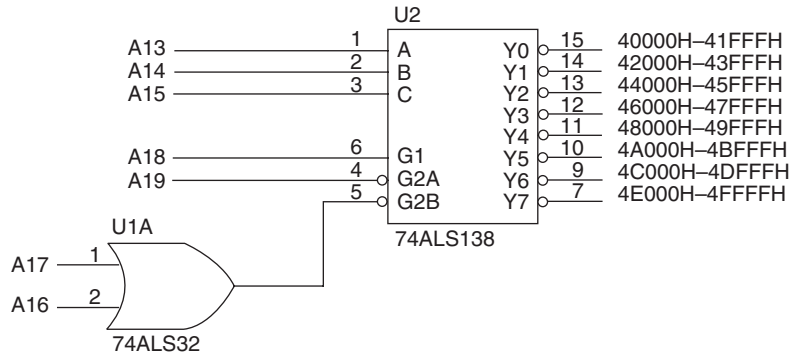 U2
A13 1 A Y0 15 40000H–41FFFH
A14 2 B Y1 14 42000H–43FFFH
A15 3 C Y2 13 44000H–45FFFH
Y3 12 46000H–47FFFH
Y4 11 48000H–49FFFH
A18 6 G1 Y5 10 4A000H–4BFFFH
A19 4 G2A Y6 9 4C000H–4DFFFH
5 G2B Y7 7 4E000H–4FFFFH
U1A
74ALS138
A17 1
A16 2
74ALS32